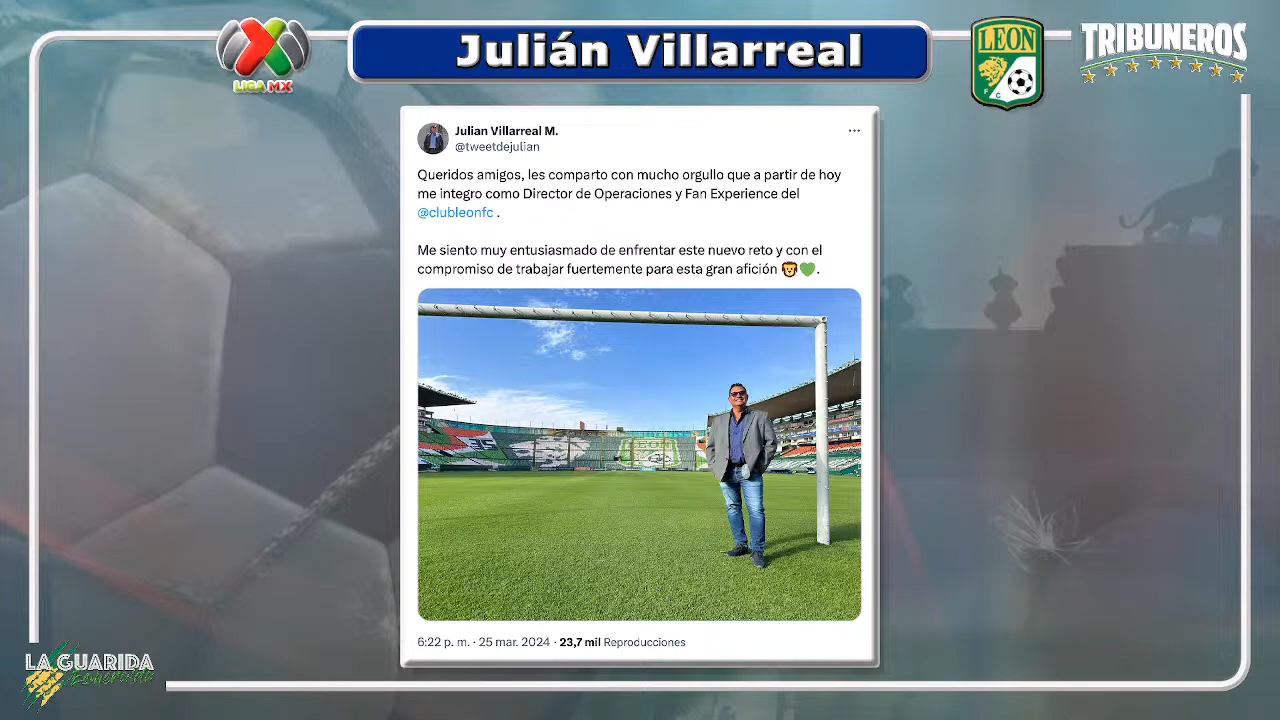 Julián Villarreal
LIGA MX
LEON
F C
TRIBUNEROS
Julian Villarreal M.
@tweetdejulian
Queridos amigos, les comparto con mucho orgullo que a partir de hoy
me integro como Director de Operaciones y Fan Experience del
@clubleonfc .
Me siento muy entusiasmado de enfrentar este nuevo reto y con el
compromiso de trabajar fuertemente para esta gran afición 🦁💚.
6:22 p. m. · 25 mar. 2024 · 23,7 mil Reproducciones
LA GUARIDA
Esmeralda